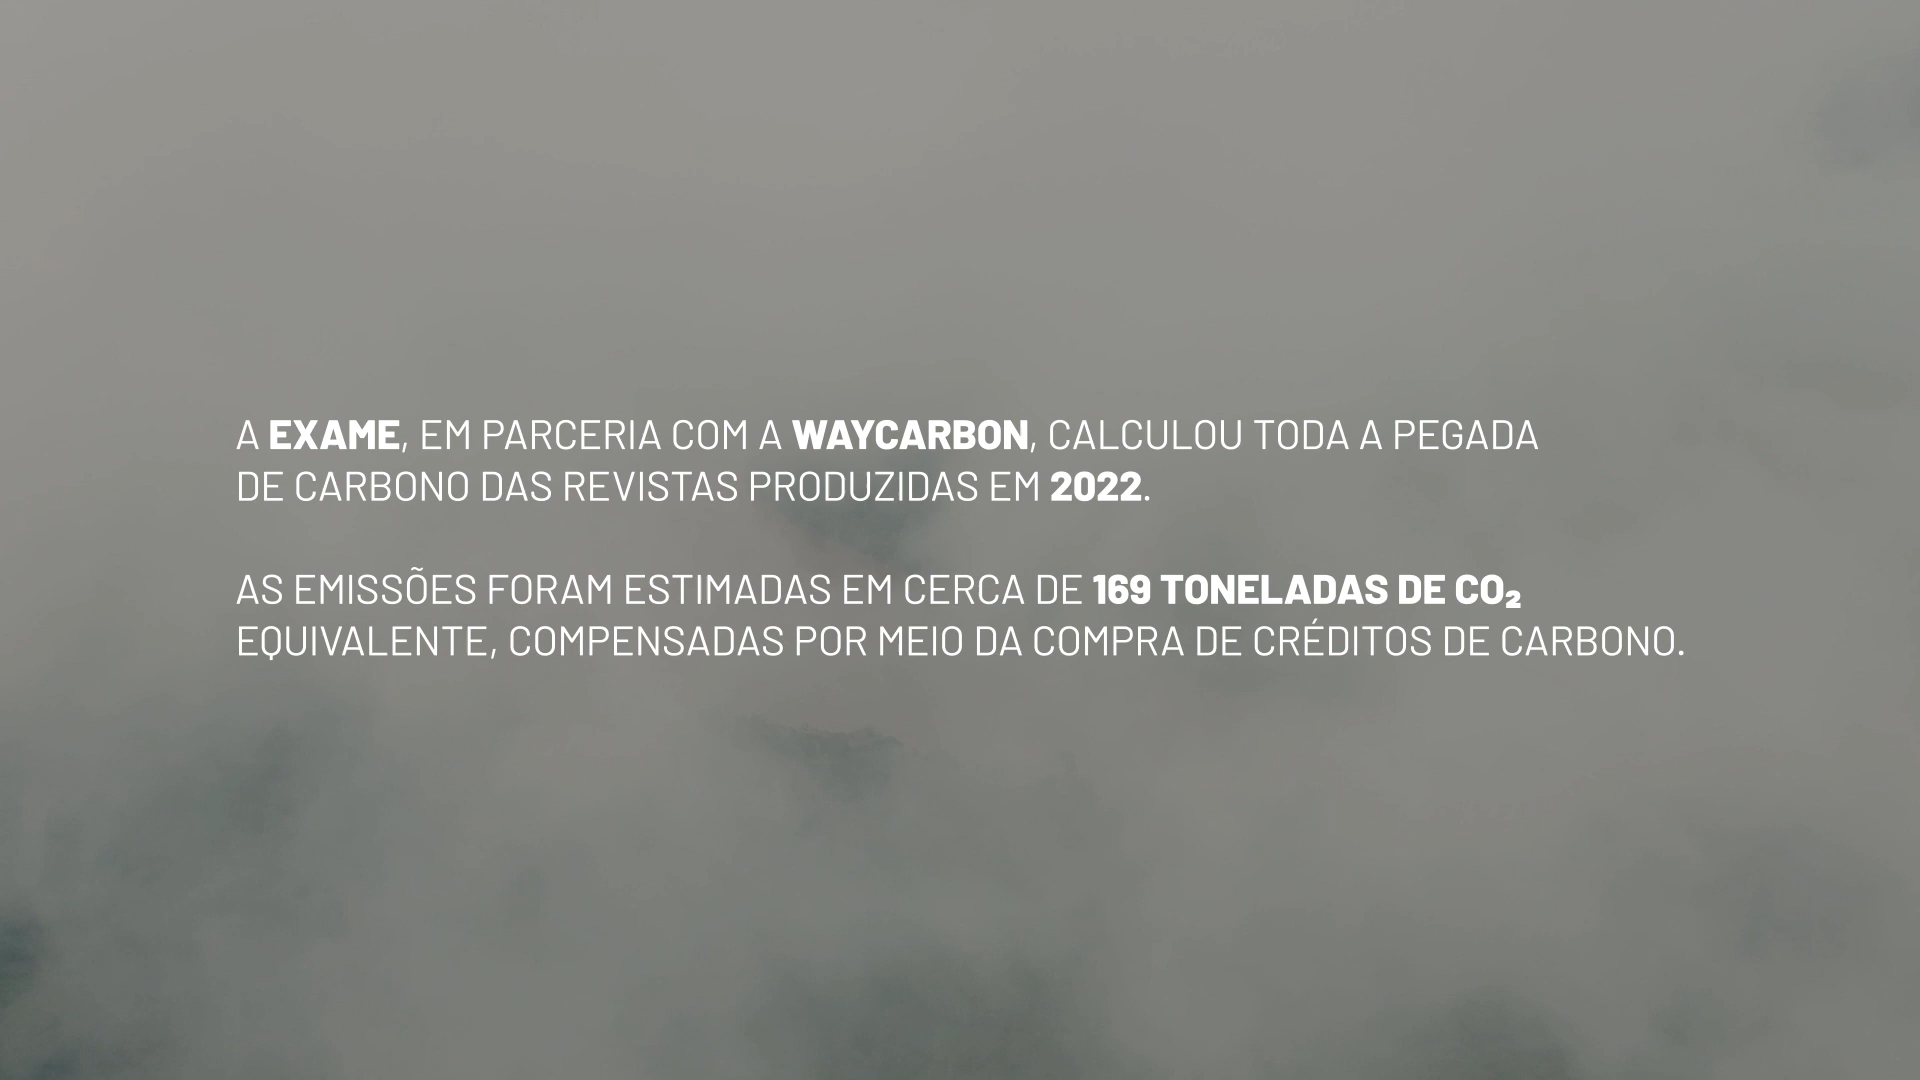 A EXAME, EM PARCERIA COM A WAYCARBON, CALCULOU TODA A PEGADA
DE CARBONO DAS REVISTAS PRODUZIDAS EM 2022.
AS EMISSÕES FORAM ESTIMADAS EM CERCA DE 169 TONELADAS DE CO₂
EQUIVALENTE, COMPENSADAS POR MEIO DA COMPRA DE CRÉDITOS DE CARBONO.